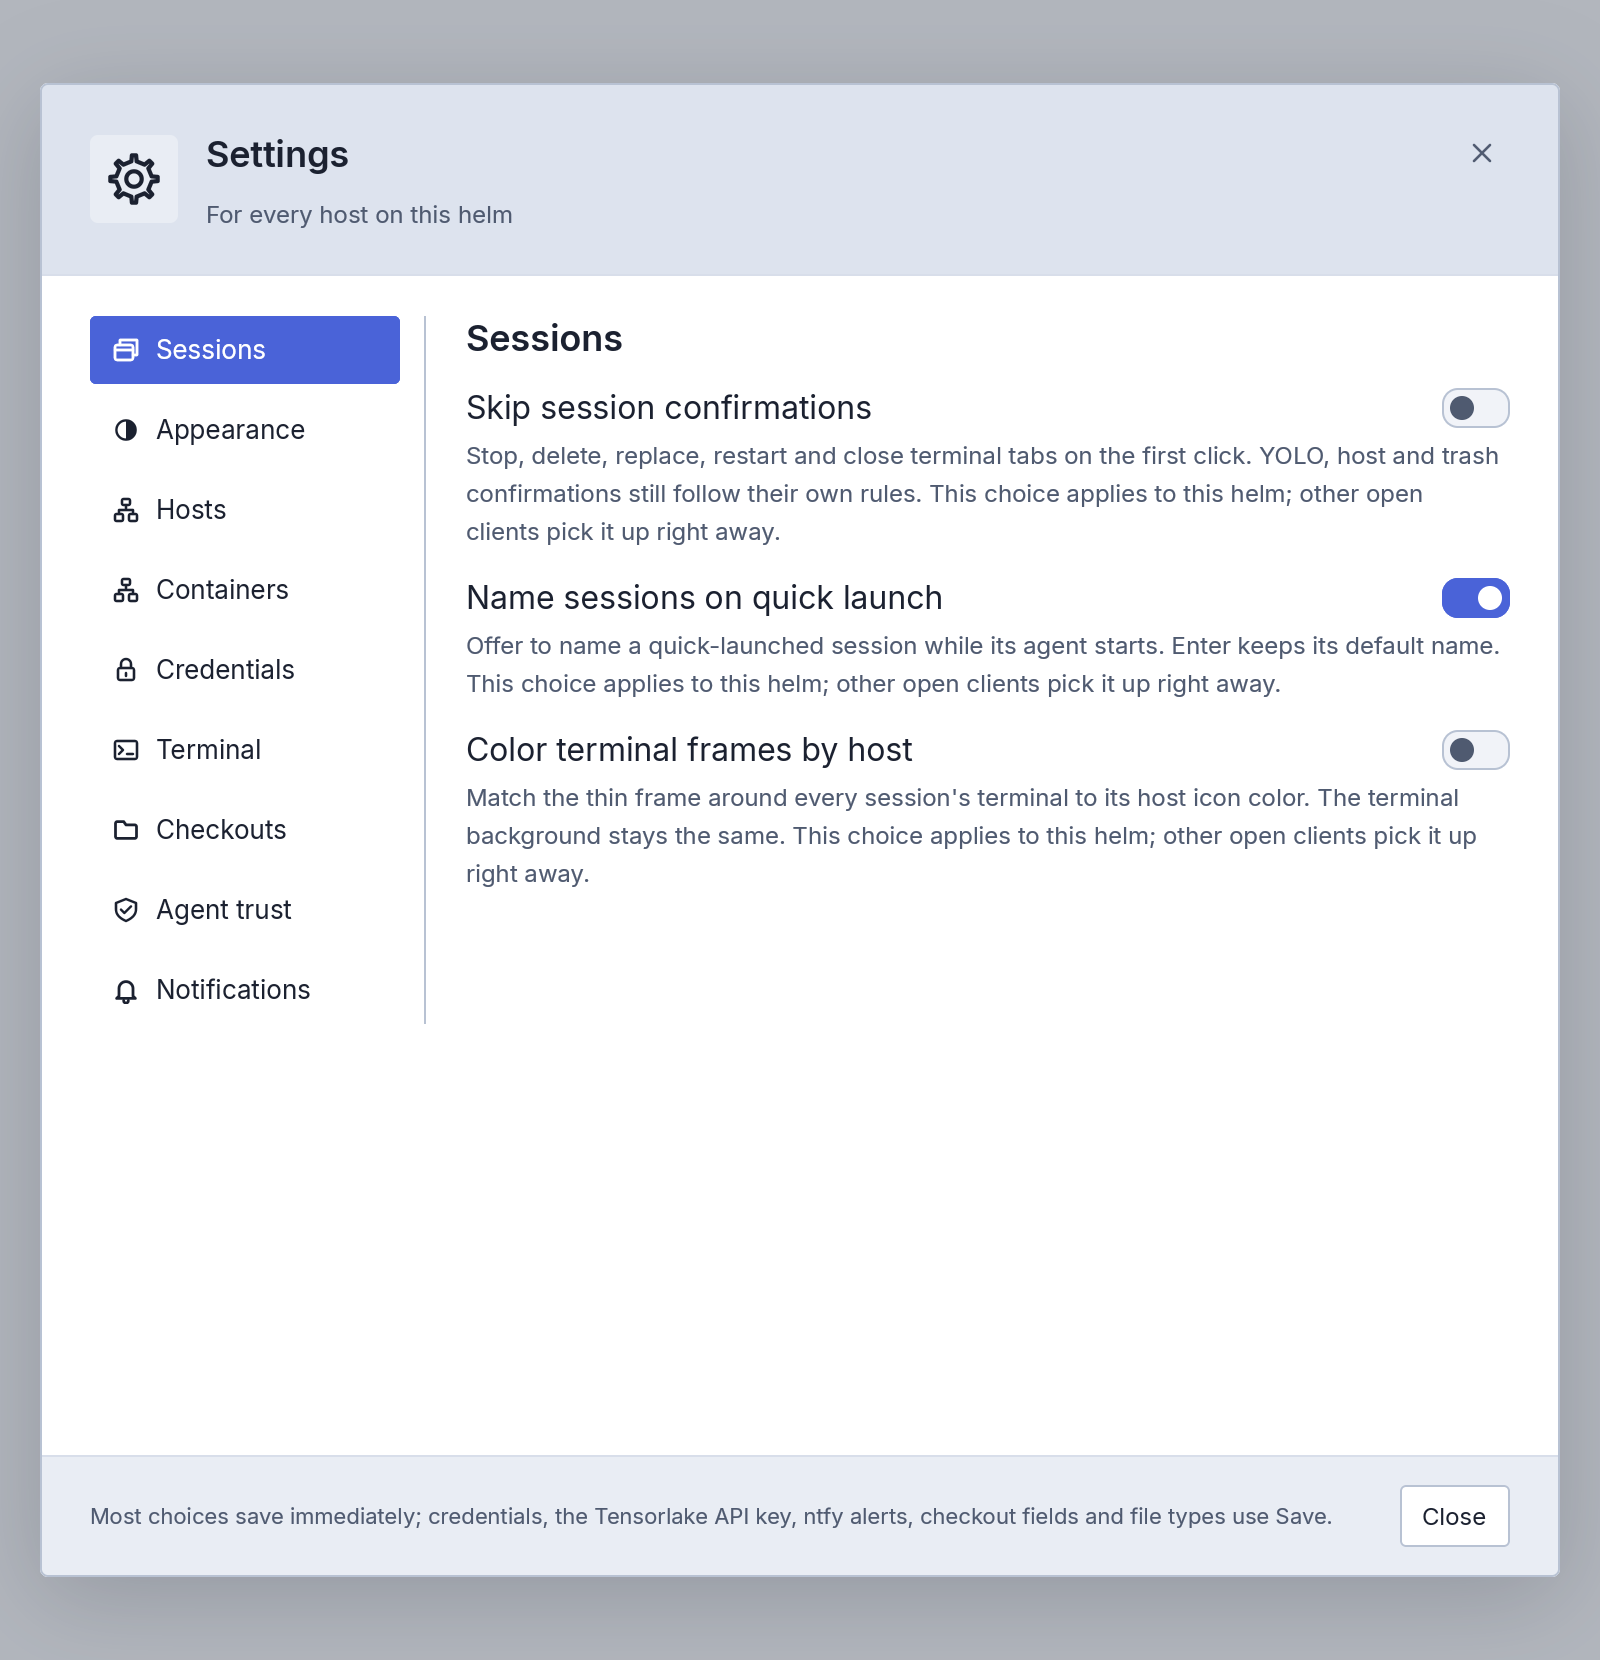 Settings
For every host on this helm
Sessions
Appearance
Hosts
Containers
Credentials
Terminal
Checkouts
Agent trust
Notifications
Sessions
Skip session confirmations
Stop, delete, replace, restart and close terminal tabs on the first click. YOLO, host and trash
confirmations still follow their own rules. This choice applies to this helm; other open
clients pick it up right away.
Name sessions on quick launch
Offer to name a quick-launched session while its agent starts. Enter keeps its default name.
This choice applies to this helm; other open clients pick it up right away.
Color terminal frames by host
Match the thin frame around every session's terminal to its host icon color. The terminal
background stays the same. This choice applies to this helm; other open clients pick it up
right away.
Most choices save immediately; credentials, the Tensorlake API key, ntfy alerts, checkout fields and file types use Save.
Close